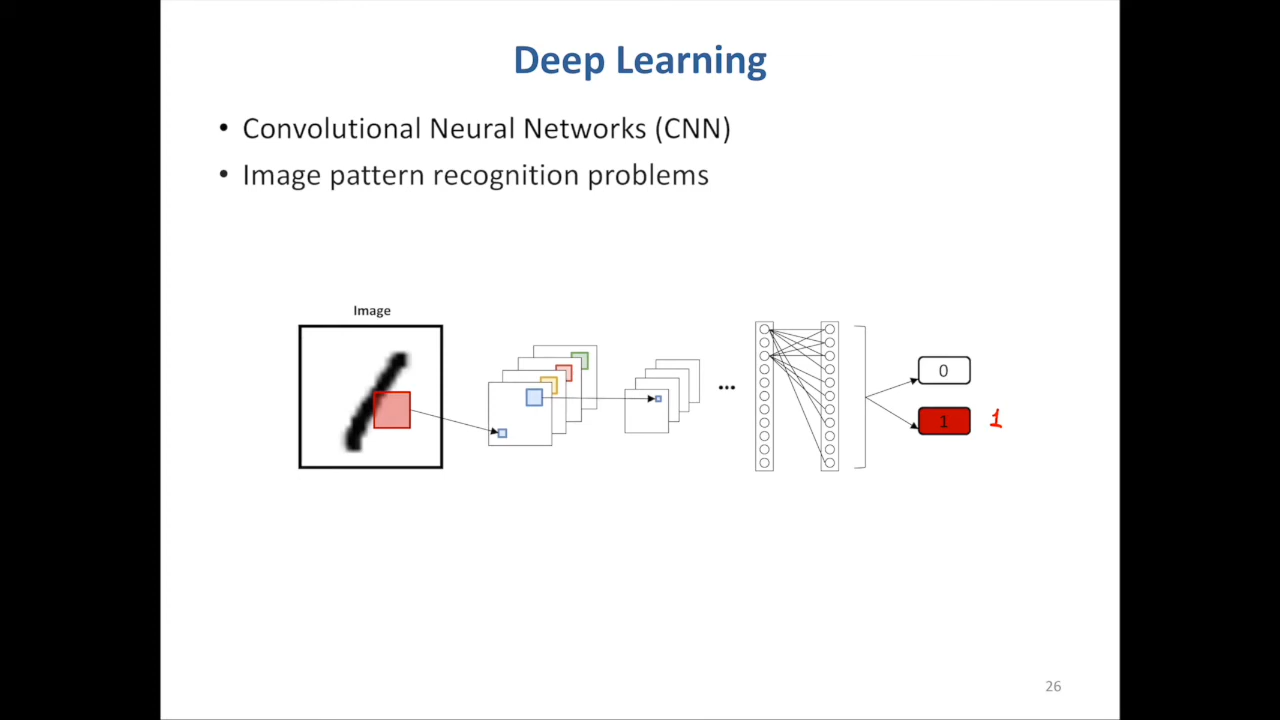 Deep Learning
• Convolutional Neural Networks (CNN)
• Image pattern recognition problems
Image
...
0
1 1
26